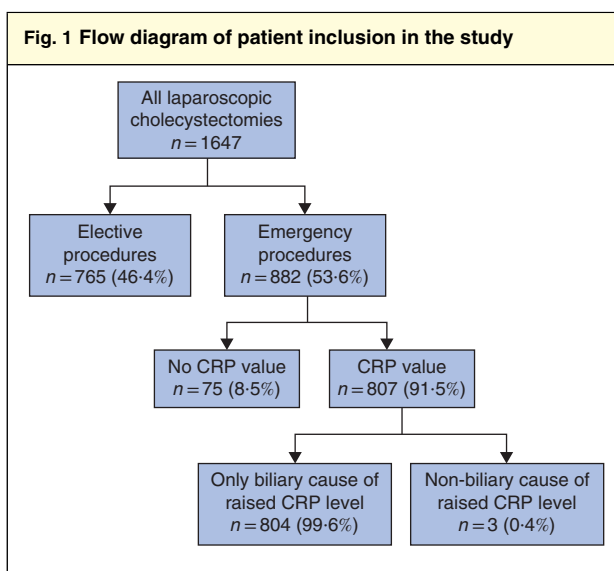 Fig. 1 Flow diagram of patient inclusion in the study
All laparoscopic
cholecystectomies
n = 1647
Elective
procedures
n = 765 (46·4%)
Emergency
procedures
n = 882 (53·6%)
No CRP value
n = 75 (8·5%)
CRP value
n = 807 (91·5%)
Only biliary cause of
raised CRP level
n = 804 (99·6%)
Non-biliary cause of
raised CRP level
n = 3 (0·4%)